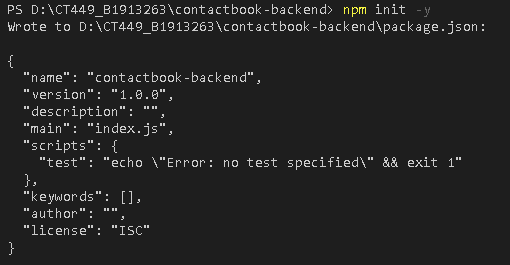 PS D:\CT449_B1913263\contactbook-backend> npm init -y
Wrote to D:\CT449_B1913263\contactbook-backend\package.json:

{
  "name": "contactbook-backend",
  "version": "1.0.0",
  "description": "",
  "main": "index.js",
  "scripts": {
    "test": "echo \"Error: no test specified\" && exit 1"
  },
  "keywords": [],
  "author": "",
  "license": "ISC"
}